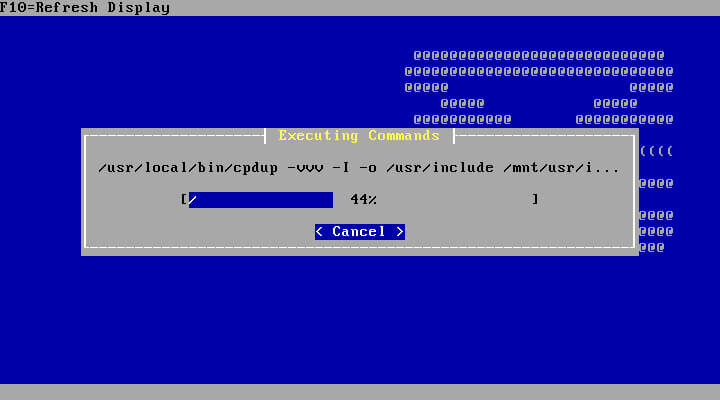 F10=Refresh Display
@@@@@@@@@@@@@@@@@@@@@@@@@@@@
@@@@@@@@@@@@@@@@@@@@@@@@@@@@@@
@@@@@ @@@@@
@@@@@ @@@@@
@@@@@@@@@@@ @@@@@@@@@@@
Executing Commands
((((
/usr/local/bin/cpdup -vvv -I -o /usr/include /mnt/usr/i...
@@@@
[/ 44% ]
@@@@
< Cancel >
@@@@
@@@